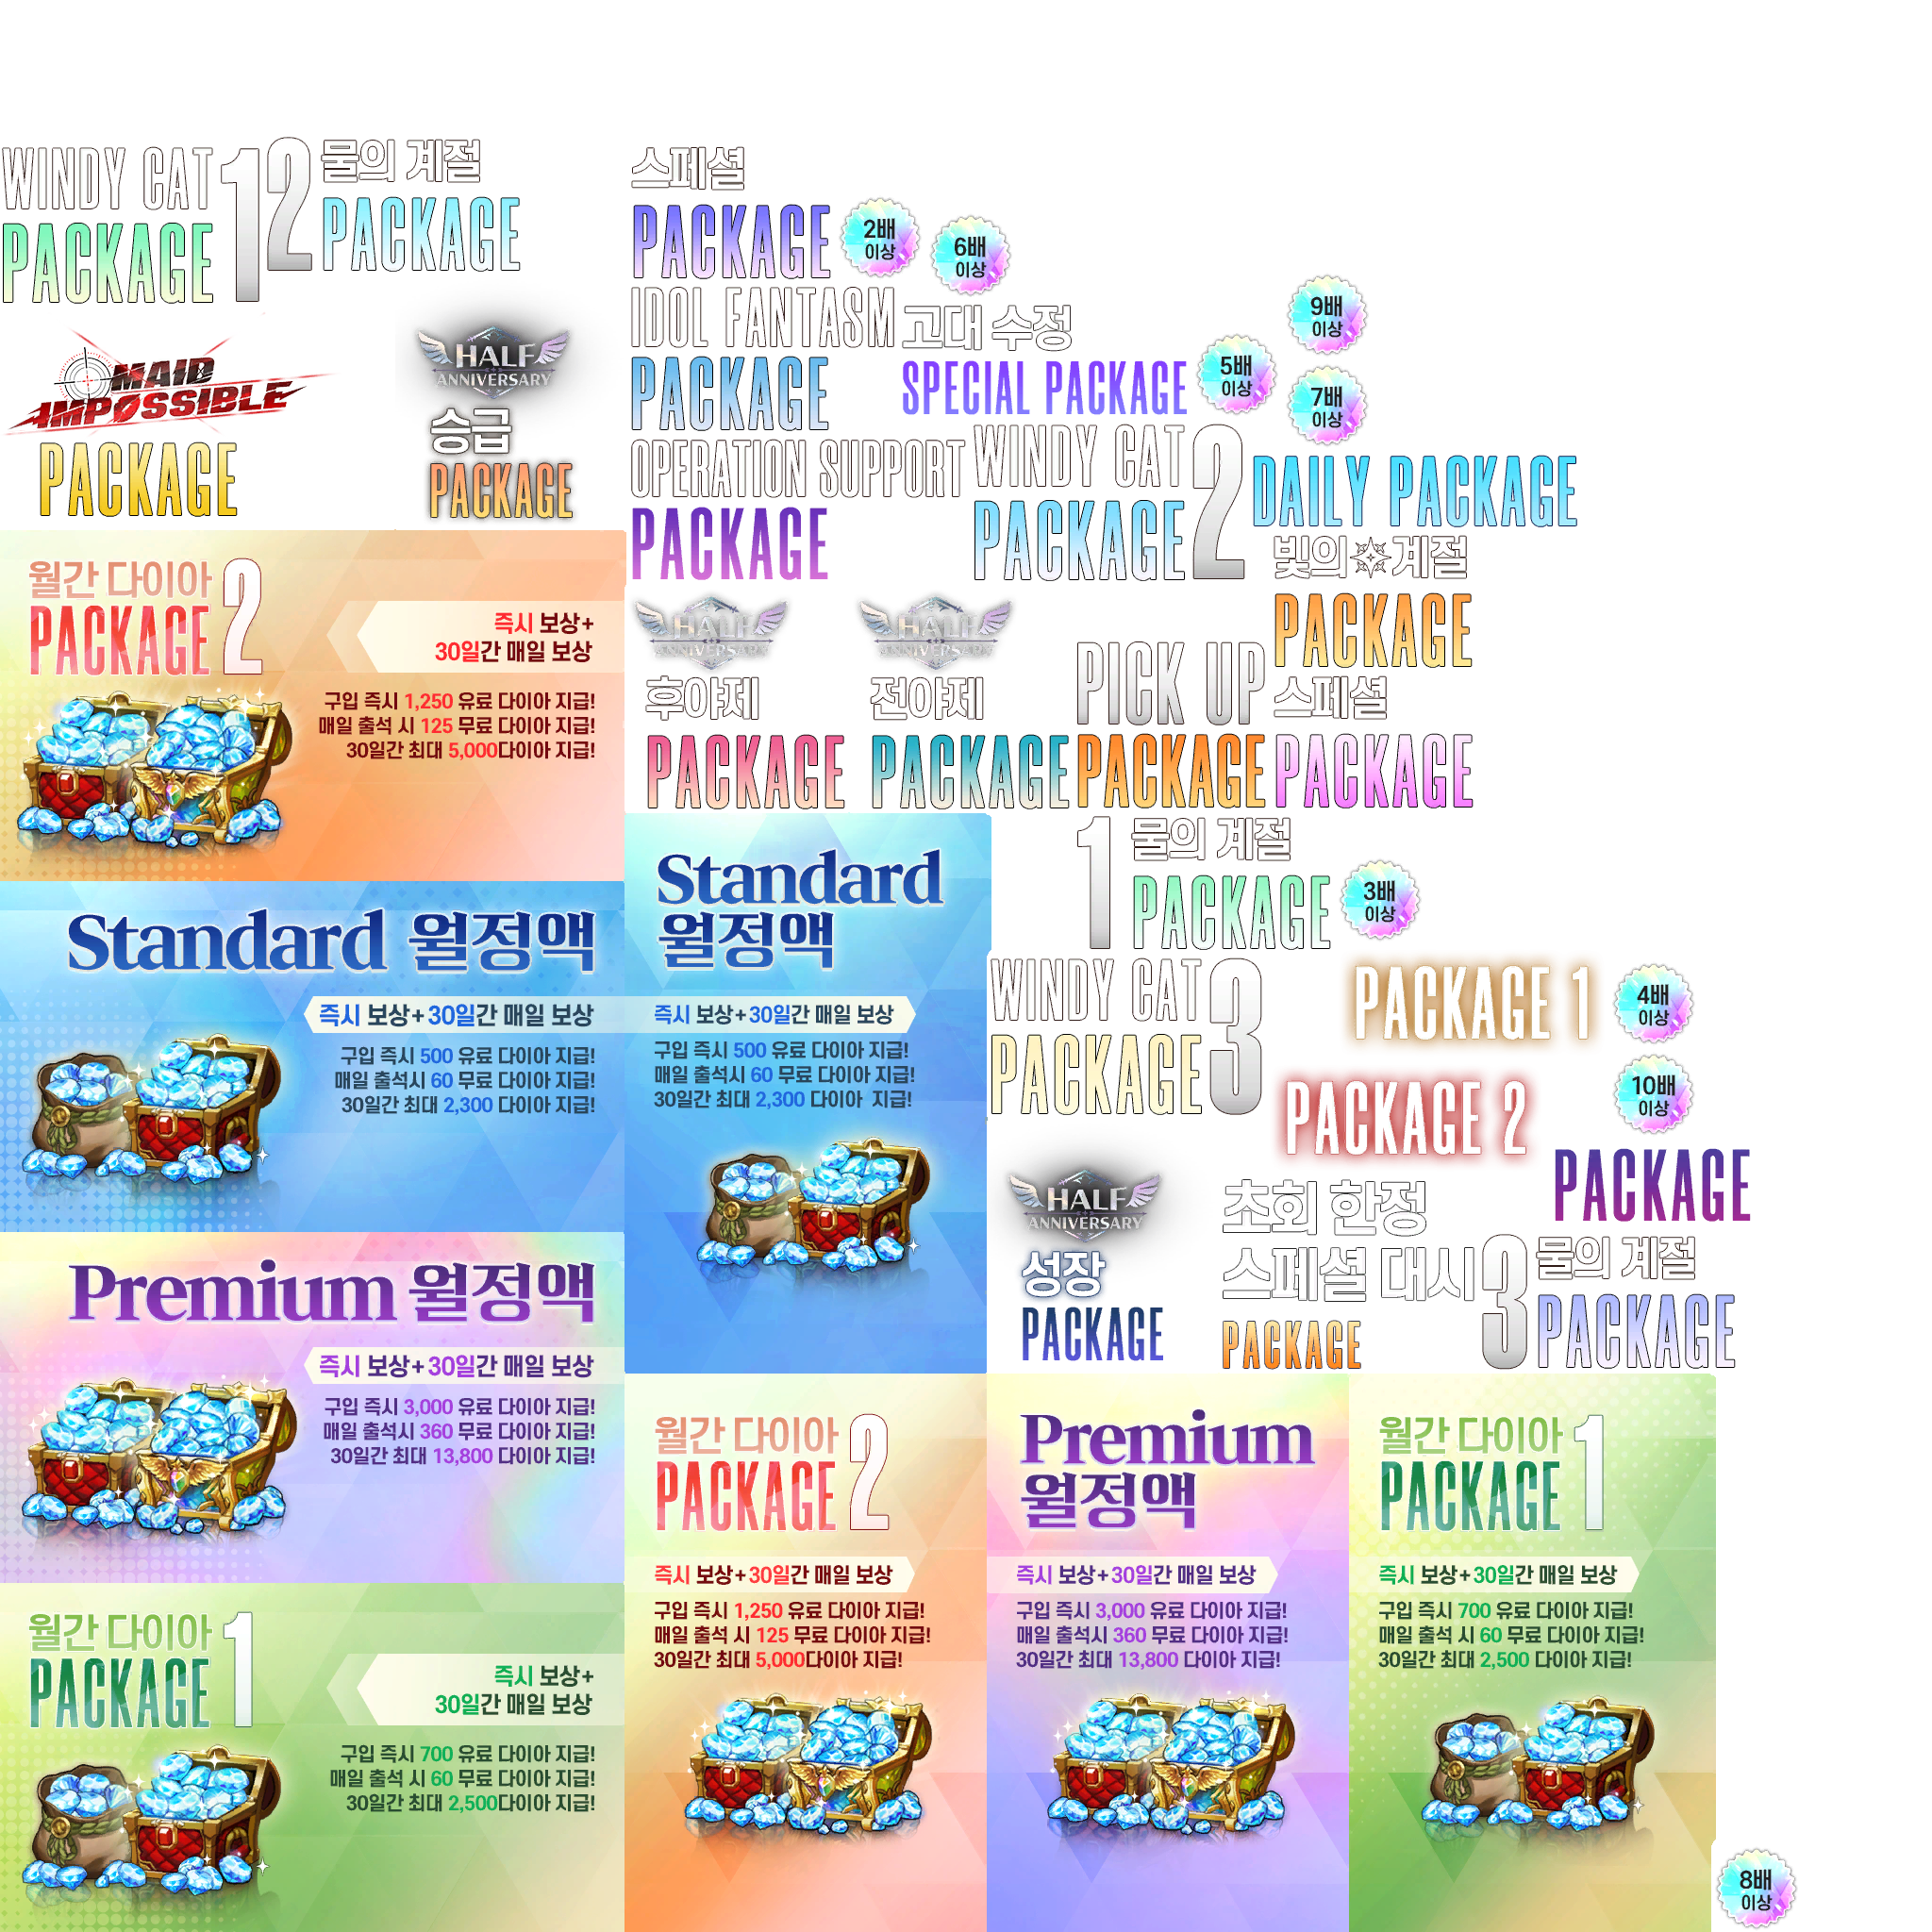 WINDY CAT
PACKAGE
1
2
물의 계절
PACKAGE
스페셜
PACKAGE
2배
이상
6배
이상
IDOL FANTASM
PACKAGE
고대 수정
SPECIAL PACKAGE
5배
이상
9배
이상
7배
이상
MAID
IMPOSSIBLE
PACKAGE
HALF
ANNIVERSARY
승급
PACKAGE
OPERATION SUPPORT
PACKAGE
WINDY CAT
PACKAGE
2
DAILY PACKAGE
빛의 계절
PACKAGE
HALF
ANNIVERSARY
후야제
PACKAGE
HALF
ANNIVERSARY
전야제
PACKAGE
PICK UP
PACKAGE
스페셜
PACKAGE
월간 다이아
PACKAGE 2
즉시 보상+
30일간 매일 보상
구입 즉시 1,250 유료 다이아 지급!
매일 출석 시 125 무료 다이아 지급!
30일간 최대 5,000다이아 지급!
1
물의 계절
PACKAGE
3배
이상
Standard 월정액
즉시 보상+30일간 매일 보상
구입 즉시 500 유료 다이아 지급!
매일 출석시 60 무료 다이아 지급!
30일간 최대 2,300 다이아 지급!
Standard
월정액
즉시 보상+30일간 매일 보상
구입 즉시 500 유료 다이아 지급!
매일 출석시 60 무료 다이아 지급!
30일간 최대 2,300 다이아 지급!
WINDY CAT
PACKAGE
3
PACKAGE 1
4배
이상
PACKAGE 2
10배
이상
PACKAGE
HALF
ANNIVERSARY
성장
PACKAGE
초회 한정
스페셜 대시
PACKAGE
3
물의 계절
PACKAGE
Premium 월정액
즉시 보상+30일간 매일 보상
구입 즉시 3,000 유료 다이아 지급!
매일 출석시 360 무료 다이아 지급!
30일간 최대 13,800 다이아 지급!
월간 다이아
PACKAGE 1
즉시 보상+
30일간 매일 보상
구입 즉시 700 유료 다이아 지급!
매일 출석 시 60 무료 다이아 지급!
30일간 최대 2,500다이아 지급!
월간 다이아
PACKAGE 2
즉시 보상+30일간 매일 보상
구입 즉시 1,250 유료 다이아 지급!
매일 출석 시 125 무료 다이아 지급!
30일간 최대 5,000다이아 지급!
Premium
월정액
즉시 보상+30일간 매일 보상
구입 즉시 3,000 유료 다이아 지급!
매일 출석시 360 무료 다이아 지급!
30일간 최대 13,800 다이아 지급!
월간 다이아
PACKAGE 1
즉시 보상+30일간 매일 보상
구입 즉시 700 유료 다이아 지급!
매일 출석 시 60 무료 다이아 지급!
30일간 최대 2,500 다이아 지급!
8배
이상